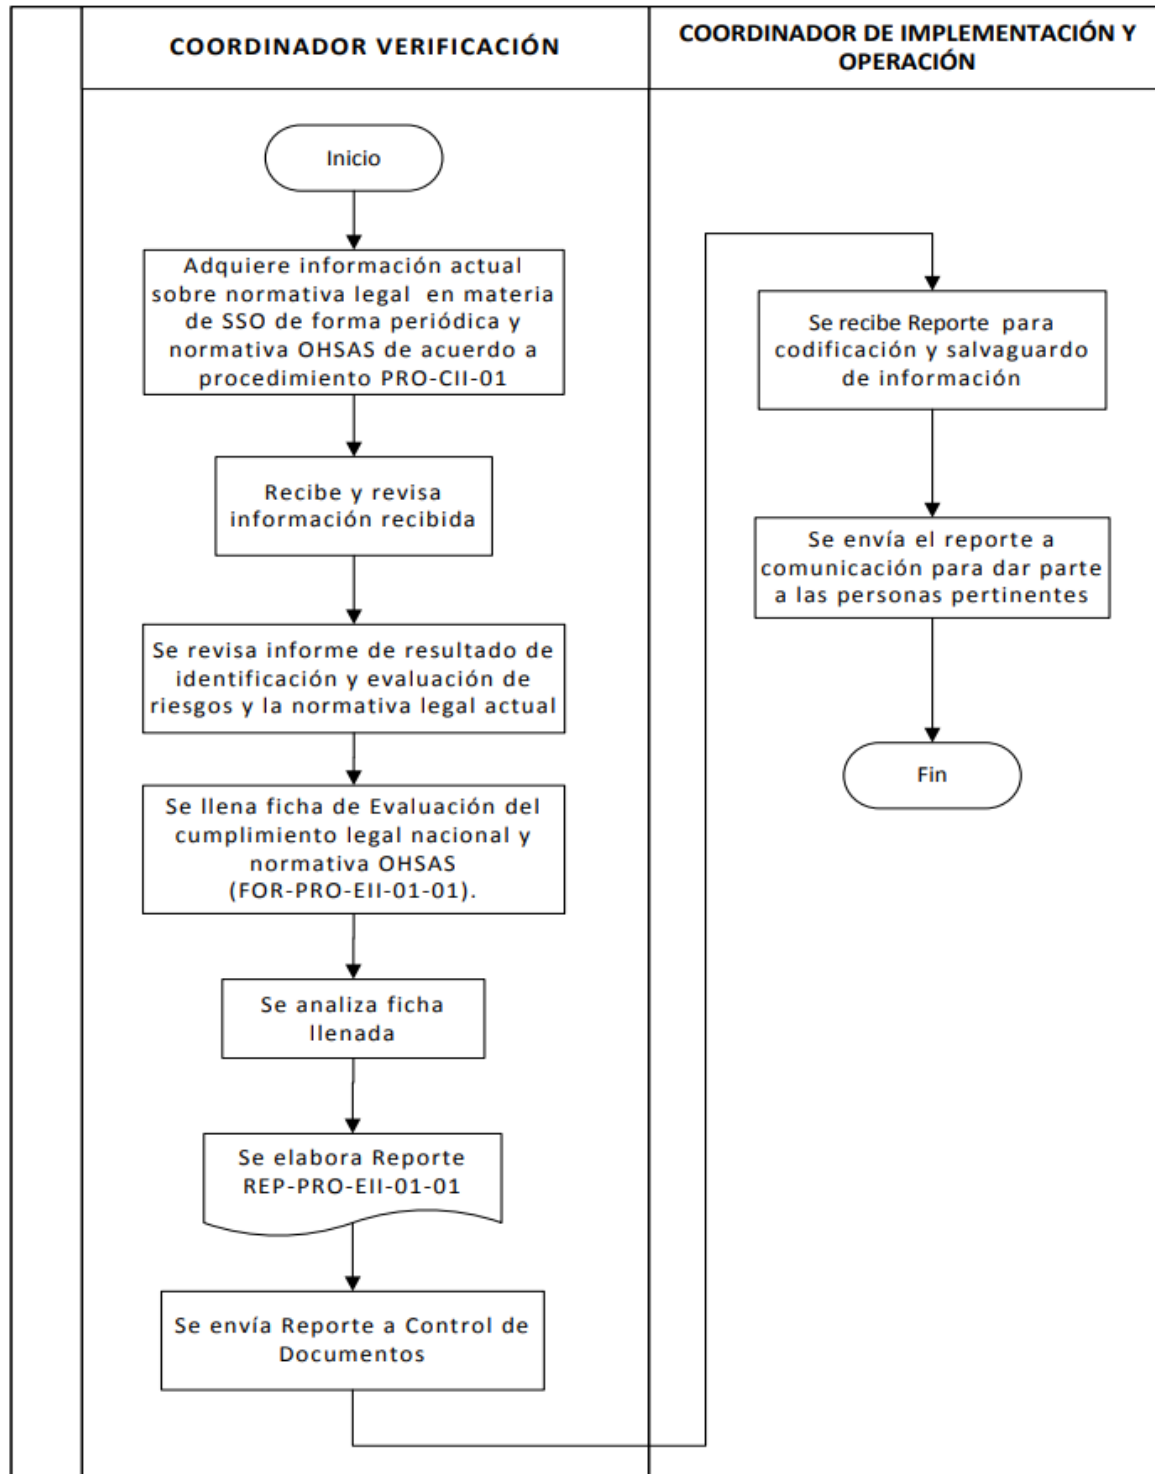 COORDINADOR VERIFICACIÓN
COORDINADOR DE IMPLEMENTACIÓN Y
OPERACIÓN
Inicio
Adquiere información actual
sobre normativa legal en materia
de SSO de forma periódica y
normativa OHSAS de acuerdo a
procedimiento PRO-CII-01
Recibe y revisa
información recibida
Se revisa informe de resultado de
identificación y evaluación de
riesgos y la normativa legal actual
Se llena ficha de Evaluación del
cumplimiento legal nacional y
normativa OHSAS
(FOR-PRO-EII-01-01).
Se analiza ficha
llenada
Se elabora Reporte
REP-PRO-EII-01-01
Se envía Reporte a Control de
Documentos
Se recibe Reporte para
codificación y salvaguardo
de información
Se envía el reporte a
comunicación para dar parte
a las personas pertinentes
Fin